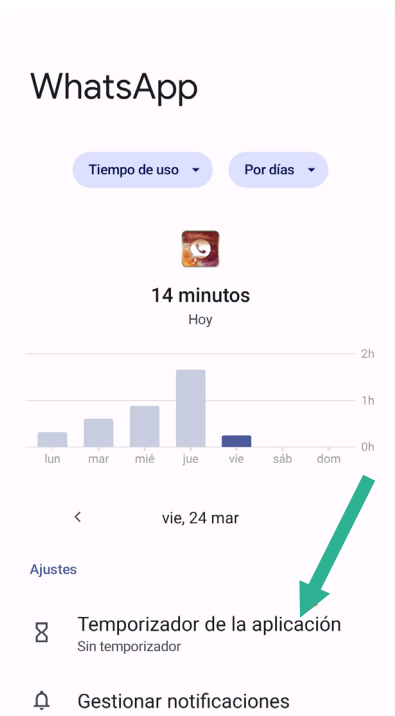 WhatsApp
Tiempo de uso Por días
14 minutos
Hoy
2h
1h
0h
lun mar mié jue vie sáb dom
vie, 24 mar
Ajustes
Temporizador de la aplicación
Sin temporizador
Gestionar notificaciones